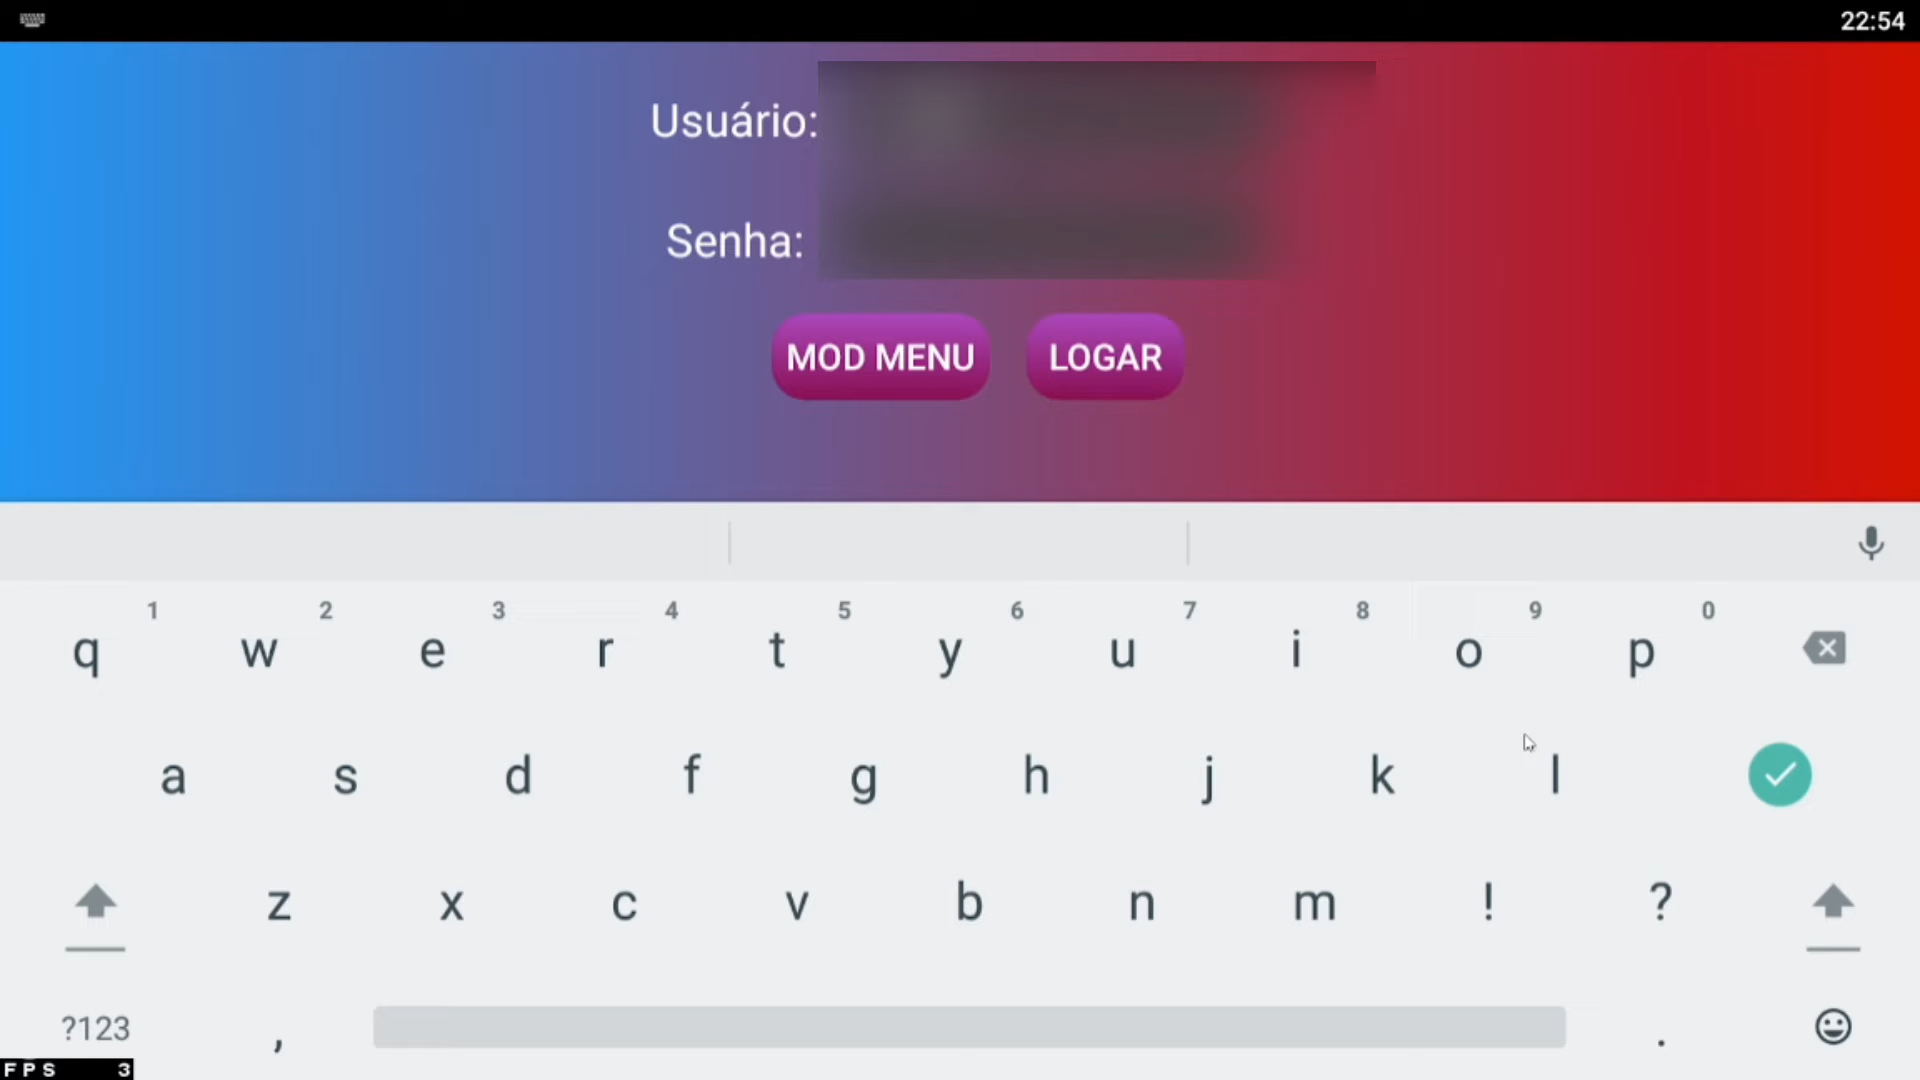 22:54
Usuário:
Senha:
MOD MENU LOGAR
1 2 3 4 5 6 7 8 9 0
q w e r t y u i o p
a s d f g h j k l
z x c v b n m ! ?
?123 , .
FPS 3